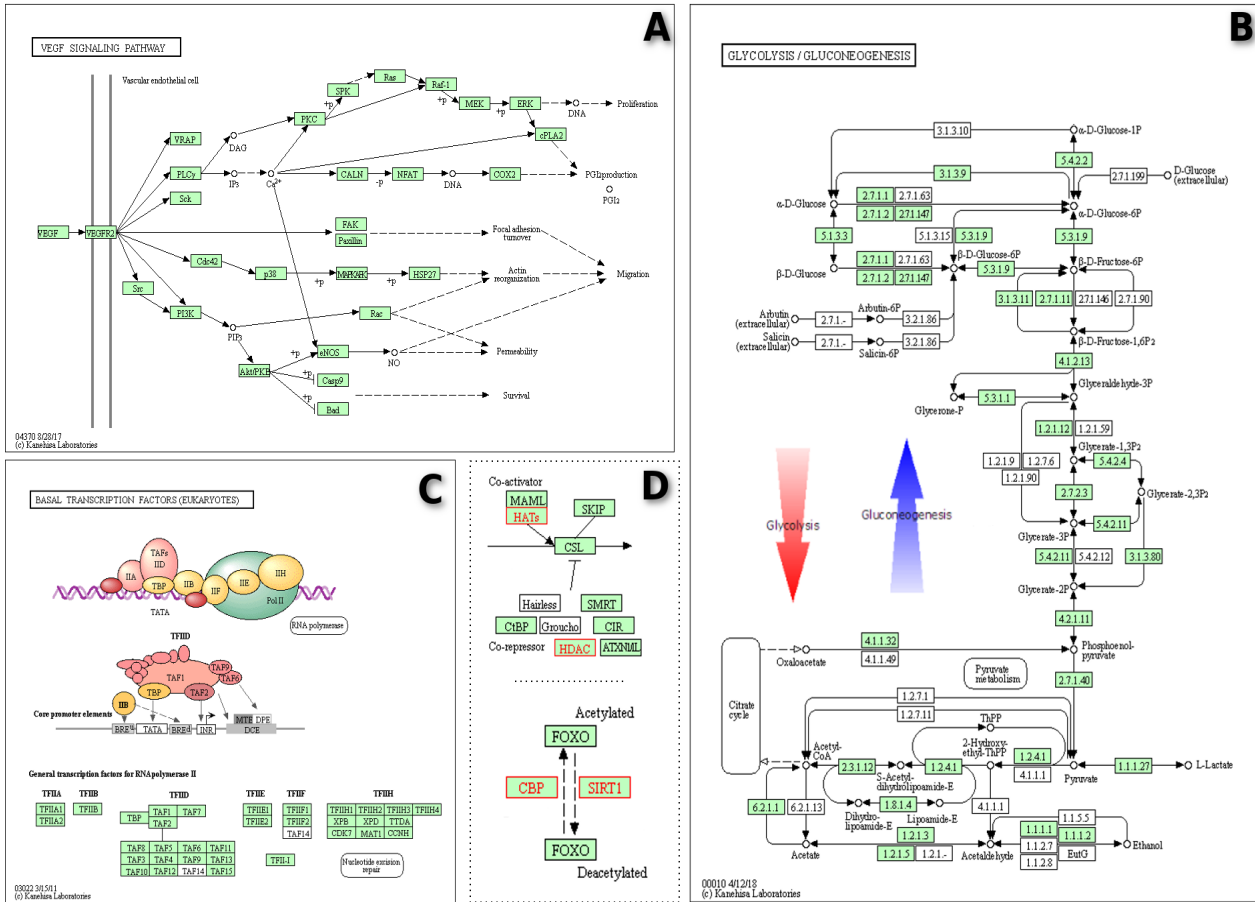 A
VEGF SIGNALING PATHWAY
Vascular endothelial cell
Ras
Raf-1
SPK
+p
+p
MEK
+p
ERK
DNA
Proliferation
PKC
cPLA2
VRAP
DAG
PLCγ
IP3
Ca2+
CALN
-p
NFAT
DNA
COX2
PGI2production
PGI2
Sck
VEGF
VEGFR2
FAK
Paxillin
Focal adhesion
turnover
Cdc42
p38
+p
+p
HSP27
Actin
reorganization
Migration
Src
PI3K
Rac
PIP3
+p
eNOS
NO
Permeability
Akt/PKB
+p
Casp9
Bad
Survival
04370 8/28/17
(c) Kanehisa Laboratories
B
GLYCOLYSIS / GLUCONEOGENESIS
3.1.3.10
α-D-Glucose-1P
5.4.2.2
3.1.3.9
2.7.1.199
D-Glucose
(extracellular)
α-D-Glucose
2.7.1.1
2.7.1.63
2.7.1.2
2.7.1.147
α-D-Glucose-6P
5.1.3.3
5.1.3.15
5.3.1.9
5.3.1.9
β-D-Glucose
2.7.1.1
2.7.1.63
2.7.1.2
2.7.1.147
β-D-Glucose-6P
5.3.1.9
β-D-Fructose-6P
3.1.3.11
2.7.1.11
2.7.1.146
2.7.1.90
Arbutin
(extracellular)
2.7.1.-
Arbutin-6P
3.2.1.86
Salicin
(extracellular)
2.7.1.-
Salicin-6P
3.2.1.86
β-D-Fructose-1,6P2
4.1.2.13
Glyceraldehyde-3P
Glycerone-P
5.3.1.1
1.2.1.12
1.2.1.59
1.2.1.9
1.2.7.6
1.2.1.90
Glycerate-1,3P2
5.4.2.4
2.7.2.3
Glycerate-2,3P2
5.4.2.11
Glycerate-3P
5.4.2.11
5.4.2.12
3.1.3.80
Glycerate-2P
4.2.1.11
Glycolysis
Gluconeogenesis
Oxaloacetate
4.1.1.32
4.1.1.49
Phosphoenol-
pyruvate
Pyruvate
metabolism
2.7.1.40
Citrate
cycle
1.2.7.1
1.2.7.11
Acetyl-
CoA
2.3.1.12
S-Acetyl-
dihydrolipoamide-E
1.2.4.1
ThPP
2-Hydroxy-
ethyl-ThPP
1.2.4.1
4.1.1.1
Pyruvate
1.1.1.27
L-Lactate
6.2.1.1
6.2.1.13
Dihydro-
lipoamide-E
1.8.1.4
Lipoamide-E
4.1.1.1
Acetate
1.2.1.3
1.2.1.5
1.2.1.-
Acetaldehyde
1.1.1.1
1.1.5.5
1.1.1.2
1.1.2.7
1.1.2.8
EutG
Ethanol
00010 4/12/18
(c) Kanehisa Laboratories
C
BASAL TRANSCRIPTION FACTORS (EUKARYOTES)
TAFs
IID
IIA
TBP
IIB
IIF
IIE
IIH
Pol II
TATA
RNA polymerase
TFIID
TAF1
TAF9
TAF6
TBP
TAF2
IIB
Core promoter elements
BREu
TATA
BREd
INR
MTE
DPE
DCE
General transcription factors for RNA polymerase II
TFIIA
TFIIB
TFIID
TFIIE
TFIIF
TFIIH
TFIIA1
TFIIA2
TFIIB
TBP
TAF1
TAF7
TAF2
TAF8
TAF5
TAF6
TAF11
TAF3
TAF4
TAF9
TAF13
TAF10
TAF12
TAF14
TAF15
TFIIE1
TFIIE2
TFIIF1
TFIIF2
TAF14
TFII-I
TFIIH1
TFIIH2
TFIIH3
TFIIH4
XPB
XPD
TTDA
CDK7
MAT1
CCNH
Nucleotide excision
repair
03022 3/15/11
(c) Kanehisa Laboratories
D
Co-activator
MAML
HATs
SKIP
CSL
Hairless
SMRT
CtBP
Groucho
CIR
Co-repressor
HDAC
Acetylated
FOXO
CBP
SIRT1
FOXO
Deacetylated